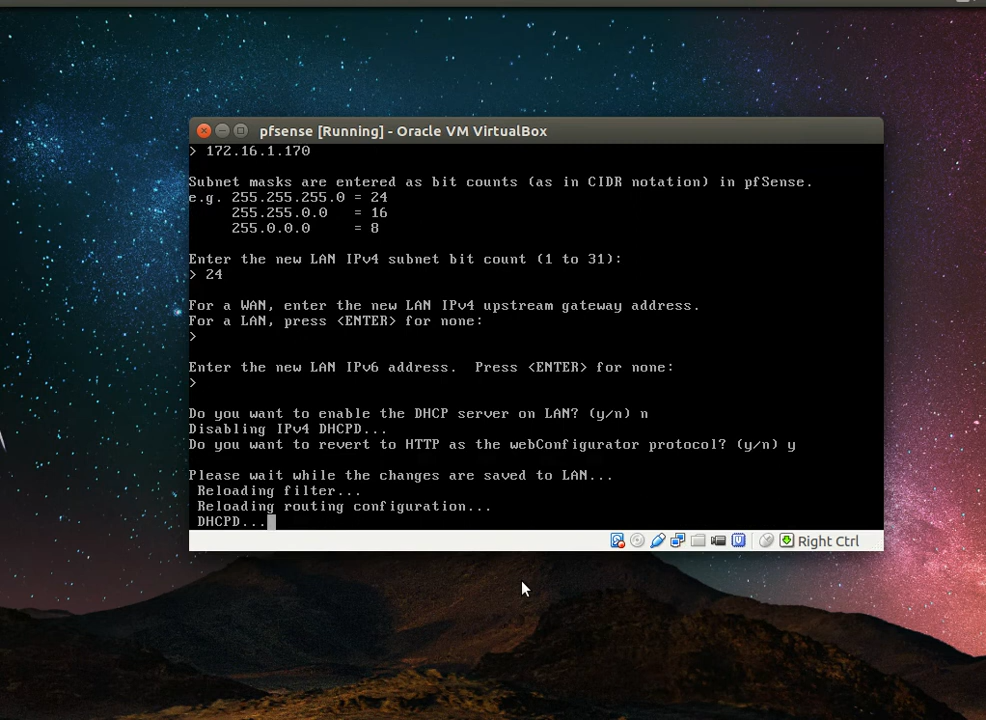 pfsense [Running] - Oracle VM VirtualBox
> 172.16.1.170
Subnet masks are entered as bit counts (as in CIDR notation) in pfSense.
e.g. 255.255.255.0 = 24
255.255.0.0 = 16
255.0.0.0 = 8
Enter the new LAN IPv4 subnet bit count (1 to 31):
> 24
For a WAN, enter the new LAN IPv4 upstream gateway address.
For a LAN, press <ENTER> for none:
>
Enter the new LAN IPv6 address. Press <ENTER> for none:
>
Do you want to enable the DHCP server on LAN? (y/n) n
Disabling IPv4 DHCPD...
Do you want to revert to HTTP as the webConfigurator protocol? (y/n) y
Please wait while the changes are saved to LAN...
Reloading filter...
Reloading routing configuration...
DHCPD...
Right Ctrl